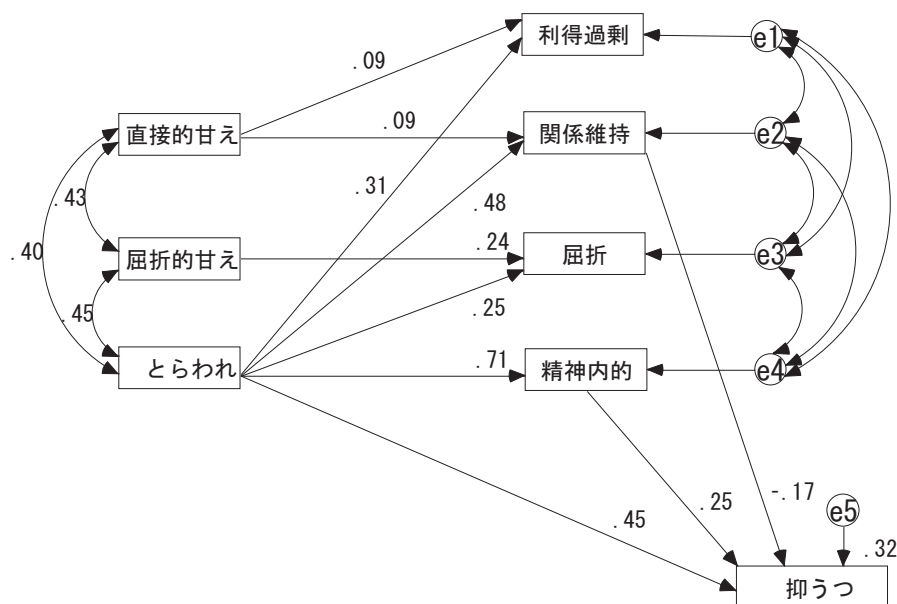 利得過剰
e1
.09
直接的甘え
.09
関係維持
e2
.31
.43
.48
.40
屈折的甘え
.24
屈折
e3
.45
.25
とらわれ
.71
精神内的
e4
.45
.25
-.17
e5
.32
抑うつ